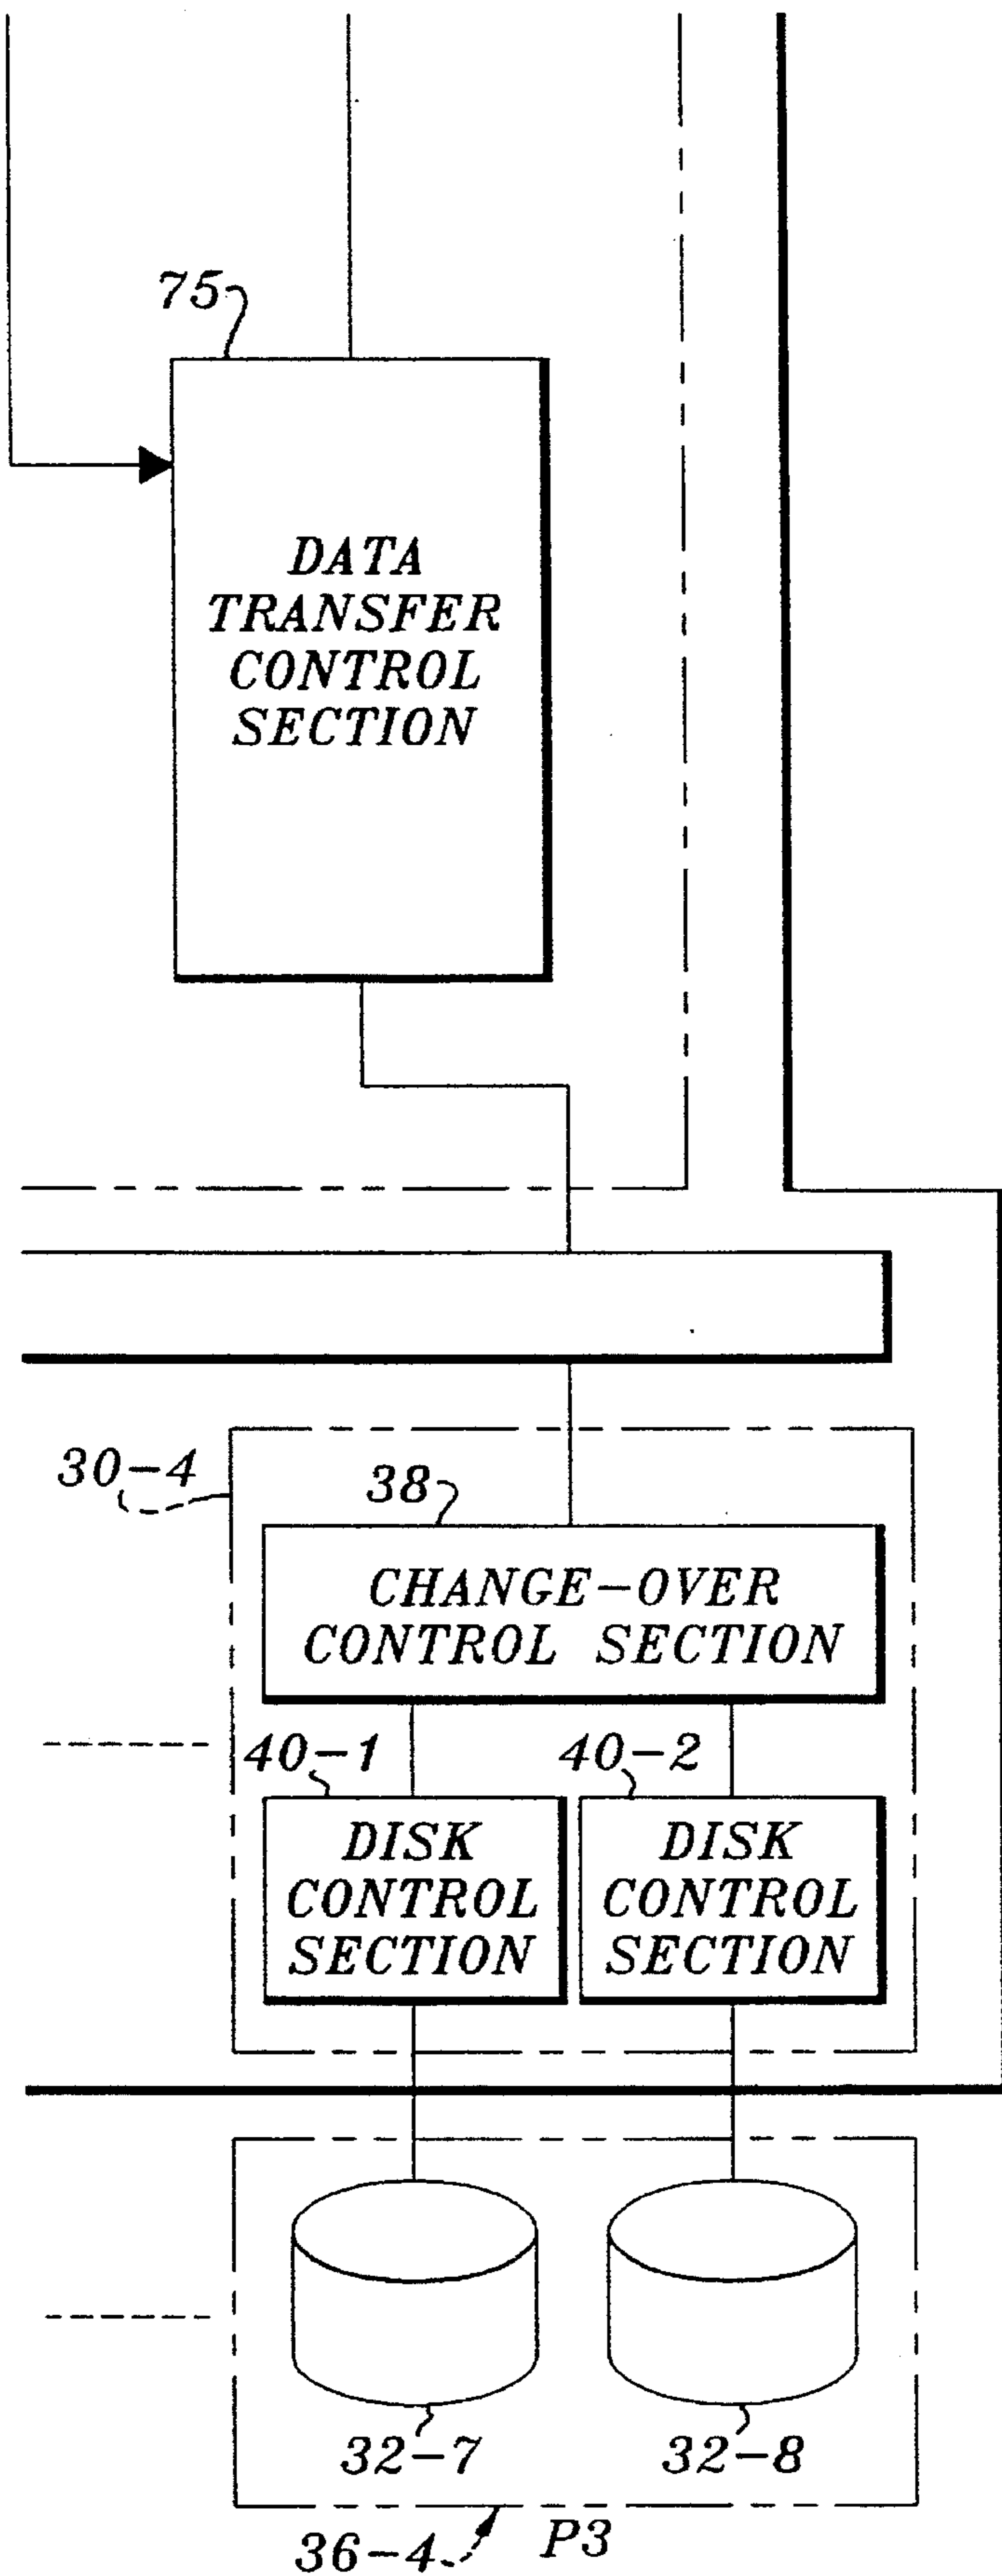 75
DATA
TRANSFER
CONTROL
SECTION
30-4
38
CHANGE-OVER
CONTROL SECTION
40-1
40-2
DISK
CONTROL
SECTION
DISK
CONTROL
SECTION
32-7
32-8
36-4
P3